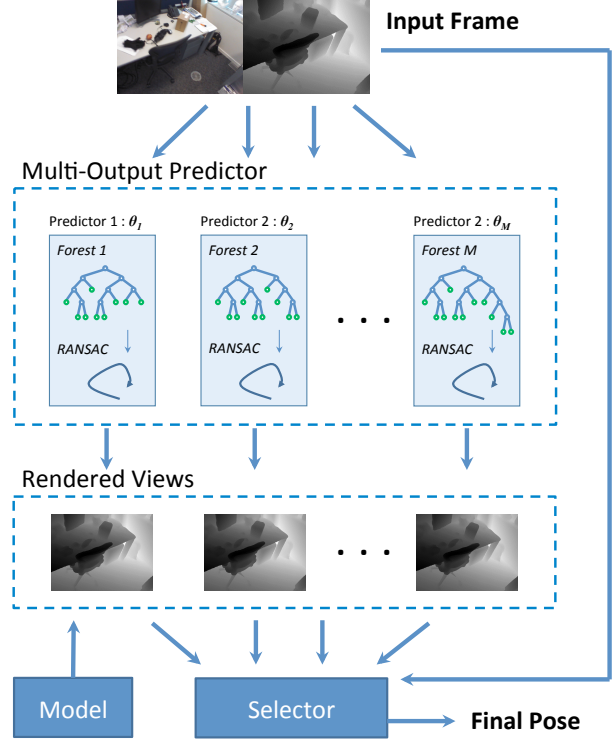 Input Frame
Multi-Output Predictor
Predictor 1 : θ1
Predictor 2 : θ2
Predictor 2 : θM
Forest 1
Forest 2
Forest M
. . .
RANSAC
RANSAC
RANSAC
Rendered Views
. . .
Model
Selector
Final Pose